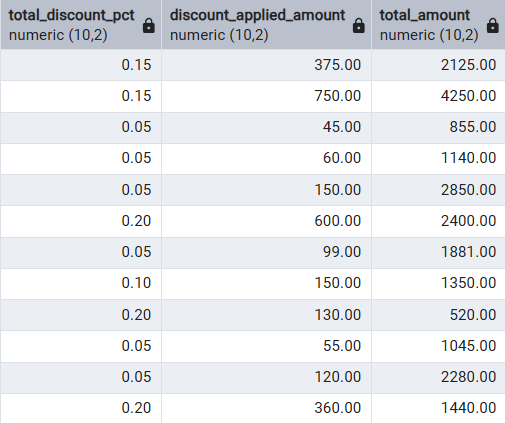 total_discount_pct discount_applied_amount total_amount
numeric (10,2) numeric (10,2) numeric (10,2)
0.15 375.00 2125.00
0.15 750.00 4250.00
0.05 45.00 855.00
0.05 60.00 1140.00
0.05 150.00 2850.00
0.20 600.00 2400.00
0.05 99.00 1881.00
0.10 150.00 1350.00
0.20 130.00 520.00
0.05 55.00 1045.00
0.05 120.00 2280.00
0.20 360.00 1440.00